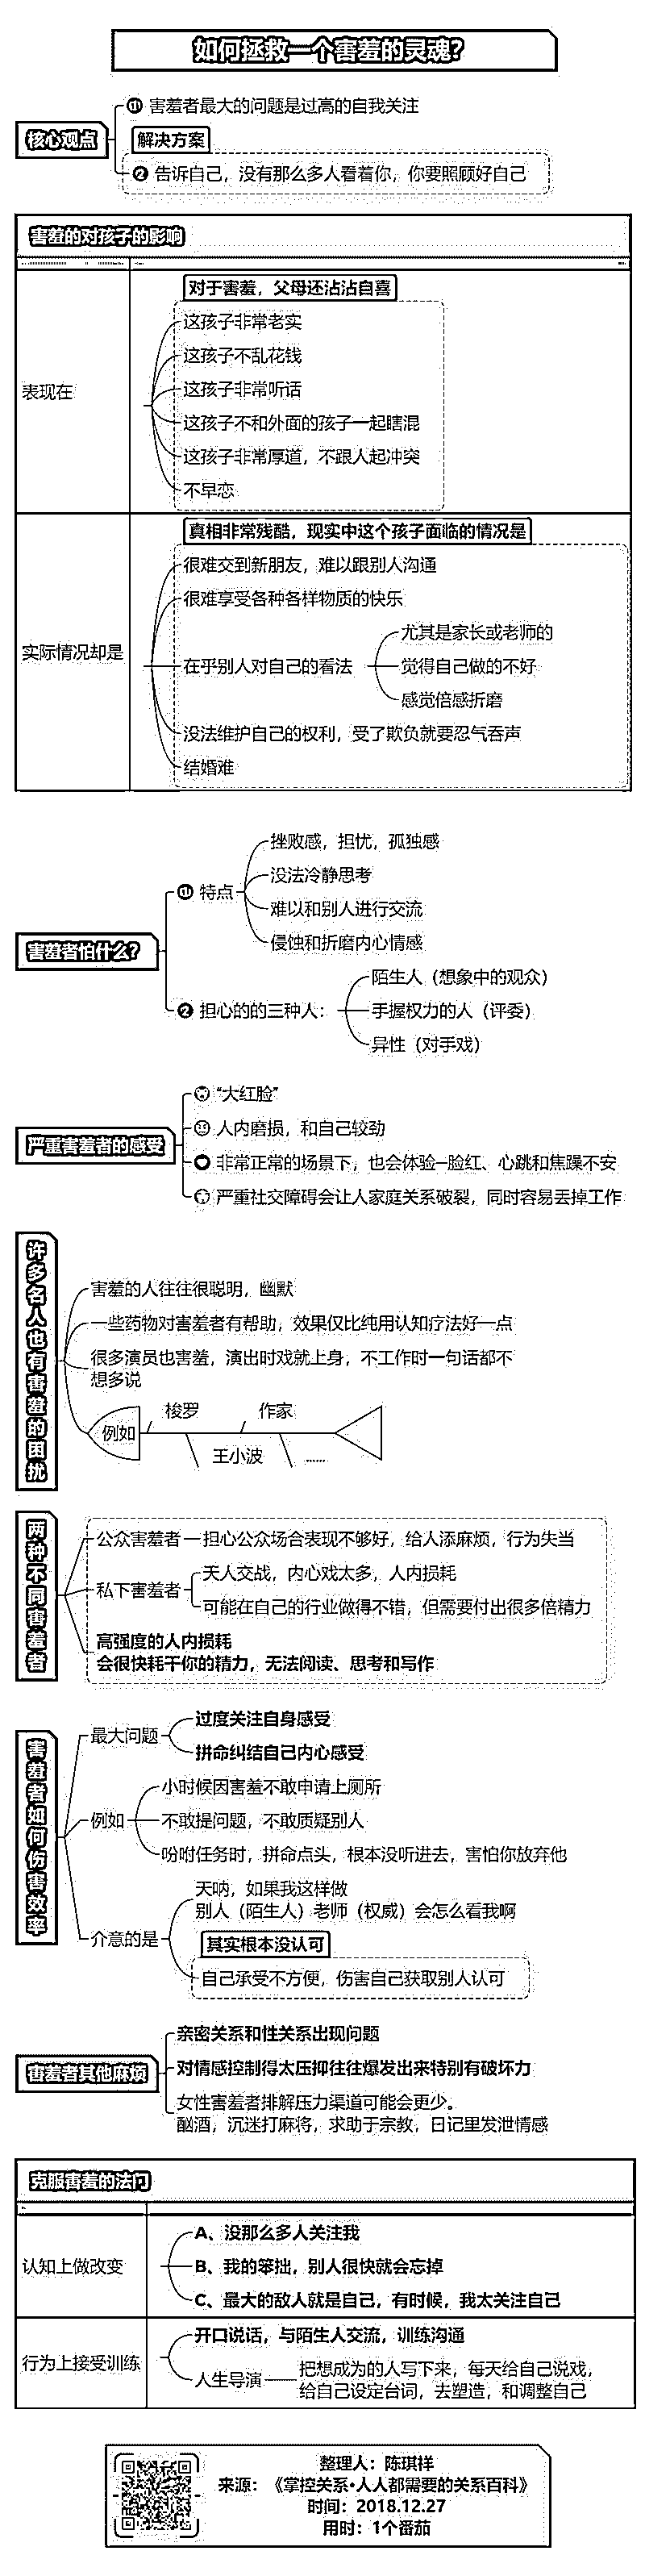 如何拯救一个害羞的灵魂？
核心观点
① 害羞者最大的问题是过高的自我关注
解决方案
② 告诉自己，没有那么多人看着你，你要照顾好自己
害羞的对孩子的影响
表现在
对于害羞，父母还沾沾自喜
这孩子非常老实
这孩子不乱花钱
这孩子非常听话
这孩子不和外面的孩子一起瞎混
这孩子非常厚道，不跟人起冲突
不早恋
实际情况却是
真相非常残酷，现实中这个孩子面临的情况是
很难交到新朋友，难以跟别人沟通
很难享受各种各样物质的快乐
在乎别人对自己的看法
尤其是家长或老师的
觉得自己做的不好
感觉倍感折磨
没法维护自己的权利，受了欺负就要忍气吞声
结婚难
害羞者怕什么？
① 特点
挫败感，担忧，孤独感
没法冷静思考
难以和别人进行交流
侵蚀和折磨内心情感
② 担心的的三种人：
陌生人（想象中的观众）
手握权力的人（评委）
异性（对手戏）
严重害羞者的感受
“大红脸”
人内磨损，和自己较劲
非常正常的场景下，也会体验—脸红、心跳和焦躁不安
严重社交障碍会让人家庭关系破裂，同时容易丢掉工作
许多名人也有害羞的困扰
害羞的人往往很聪明，幽默
一些药物对害羞者有帮助，效果仅比纯用认知疗法好一点
很多演员也害羞，演出时戏就上身，不工作时一句话都不
想多说
例如
梭罗
作家
王小波
……
两种不同害羞者
公众害羞者
担心公众场合表现不够好，给人添麻烦，行为失当
私下害羞者
天人交战，内心戏太多，人内损耗
可能在自己的行业做得不错，但需要付出很多倍精力
高强度的人内损耗
会很快耗干你的精力，无法阅读、思考和写作
害羞者如何伤害效率
最大问题
过度关注自身感受
拼命纠结自己内心感受
例如
小时候因害羞不敢申请上厕所
不敢提问题，不敢质疑别人
吩咐任务时，拼命点头，根本没听进去，害怕你放弃他
介意的是
天呐，如果我这样做
别人（陌生人）老师（权威）会怎么看我啊
其实根本没认可
自己承受不方便，伤害自己获取别人认可
害羞者其他麻烦
亲密关系和性关系出现问题
对情感控制得太压抑往往爆发出来特别有破坏力
女性害羞者排解压力渠道可能会更少。
酗酒，沉迷打麻将，求助于宗教，日记里发泄情感
克服害羞的法门
认知上做改变
A、没那么多人关注我
B、我的笨拙，别人很快就会忘掉
C、最大的敌人就是自己，有时候，我太关注自己
行为上接受训练
开口说话，与陌生人交流，训练沟通
人生导演
把想成为的人写下来，每天给自己说戏，
给自己设定台词，去塑造，和调整自己
整理人：陈琪祥
来源：《掌控关系·人人都需要的关系百科》
时间：2018.12.27
用时：1个番茄